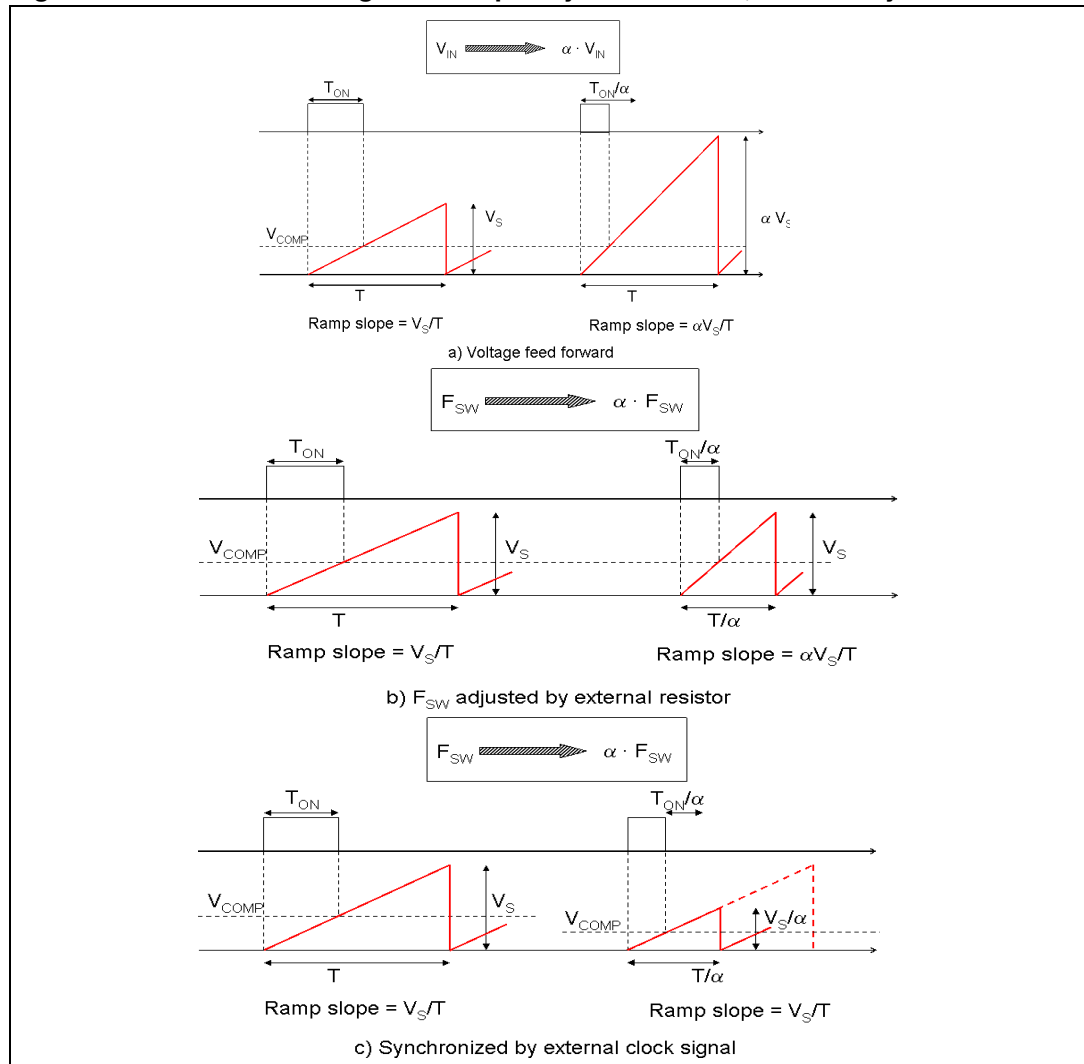 V_IN α · V_IN
T_ON T_ON/α
V_S α V_S
V_COMP
T T
Ramp slope = V_S/T Ramp slope = αV_S/T
a) Voltage feed forward
F_SW α · F_SW
T_ON T_ON/α
V_COMP V_S V_S
T T/α
Ramp slope = V_S/T Ramp slope = αV_S/T
b) F_SW adjusted by external resistor
F_SW α · F_SW
T_ON T_ON/α
V_COMP V_S V_COMP V_S/α
T T/α
Ramp slope = V_S/T Ramp slope = V_S/T
c) Synchronized by external clock signal